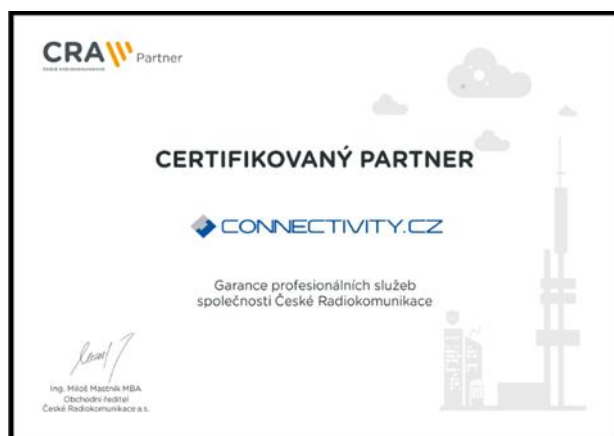 CRA Partner
ČESKÉ RADIOKOMUNIKACE
CERTIFIKOVANÝ PARTNER
CONNECTIVITY.CZ
Garance profesionálních služeb
společnosti České Radiokomunikace
Ing. Miloš Mastník MBA
Obchodní ředitel
České Radiokomunikace a.s.